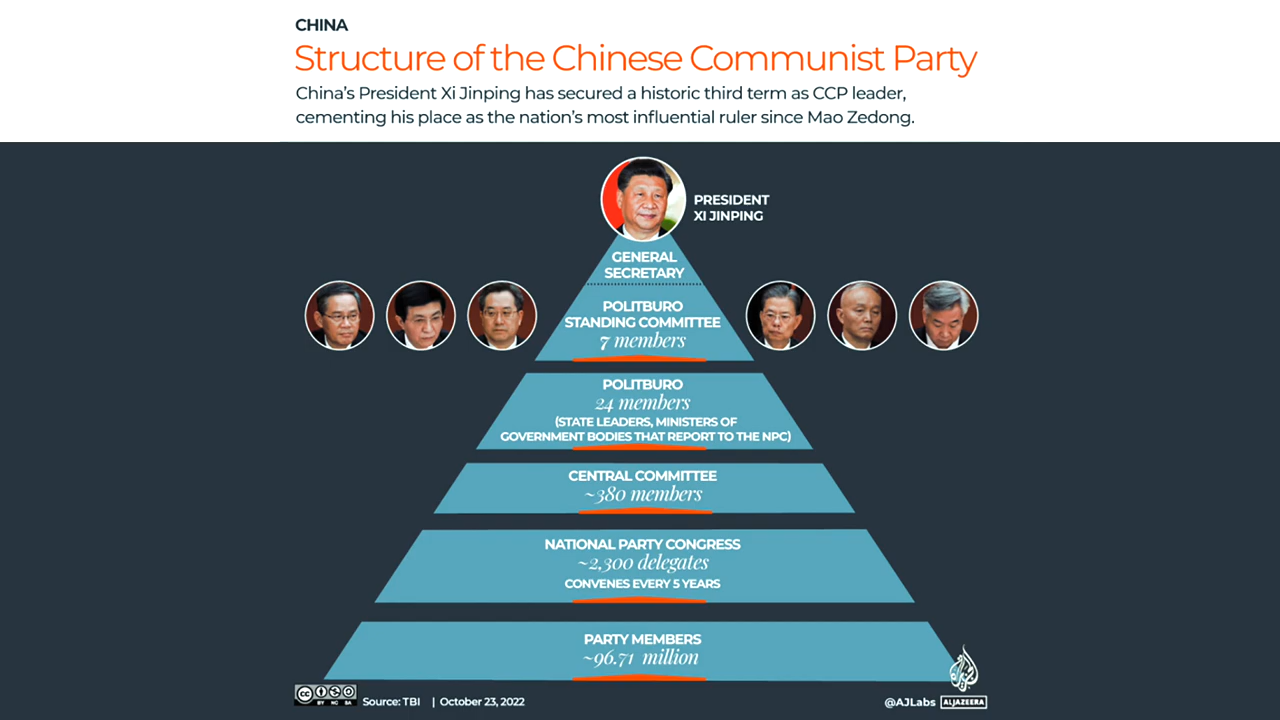 CHINA
Structure of the Chinese Communist Party
China's President Xi Jinping has secured a historic third term as CCP leader,
cementing his place as the nation's most influential ruler since Mao Zedong.
PRESIDENT
XI JINPING
GENERAL
SECRETARY
POLITBURO
STANDING COMMITTEE
7 members
POLITBURO
24 members
(STATE LEADERS, MINISTERS OF
GOVERNMENT BODIES THAT REPORT TO THE NPC)
CENTRAL COMMITTEE
~380 members
NATIONAL PARTY CONGRESS
~2,300 delegates
CONVENES EVERY 5 YEARS
PARTY MEMBERS
~96.71 million
cc BY NC SA
Source: TBI | October 23, 2022
@AJLabs ALJAZEERA